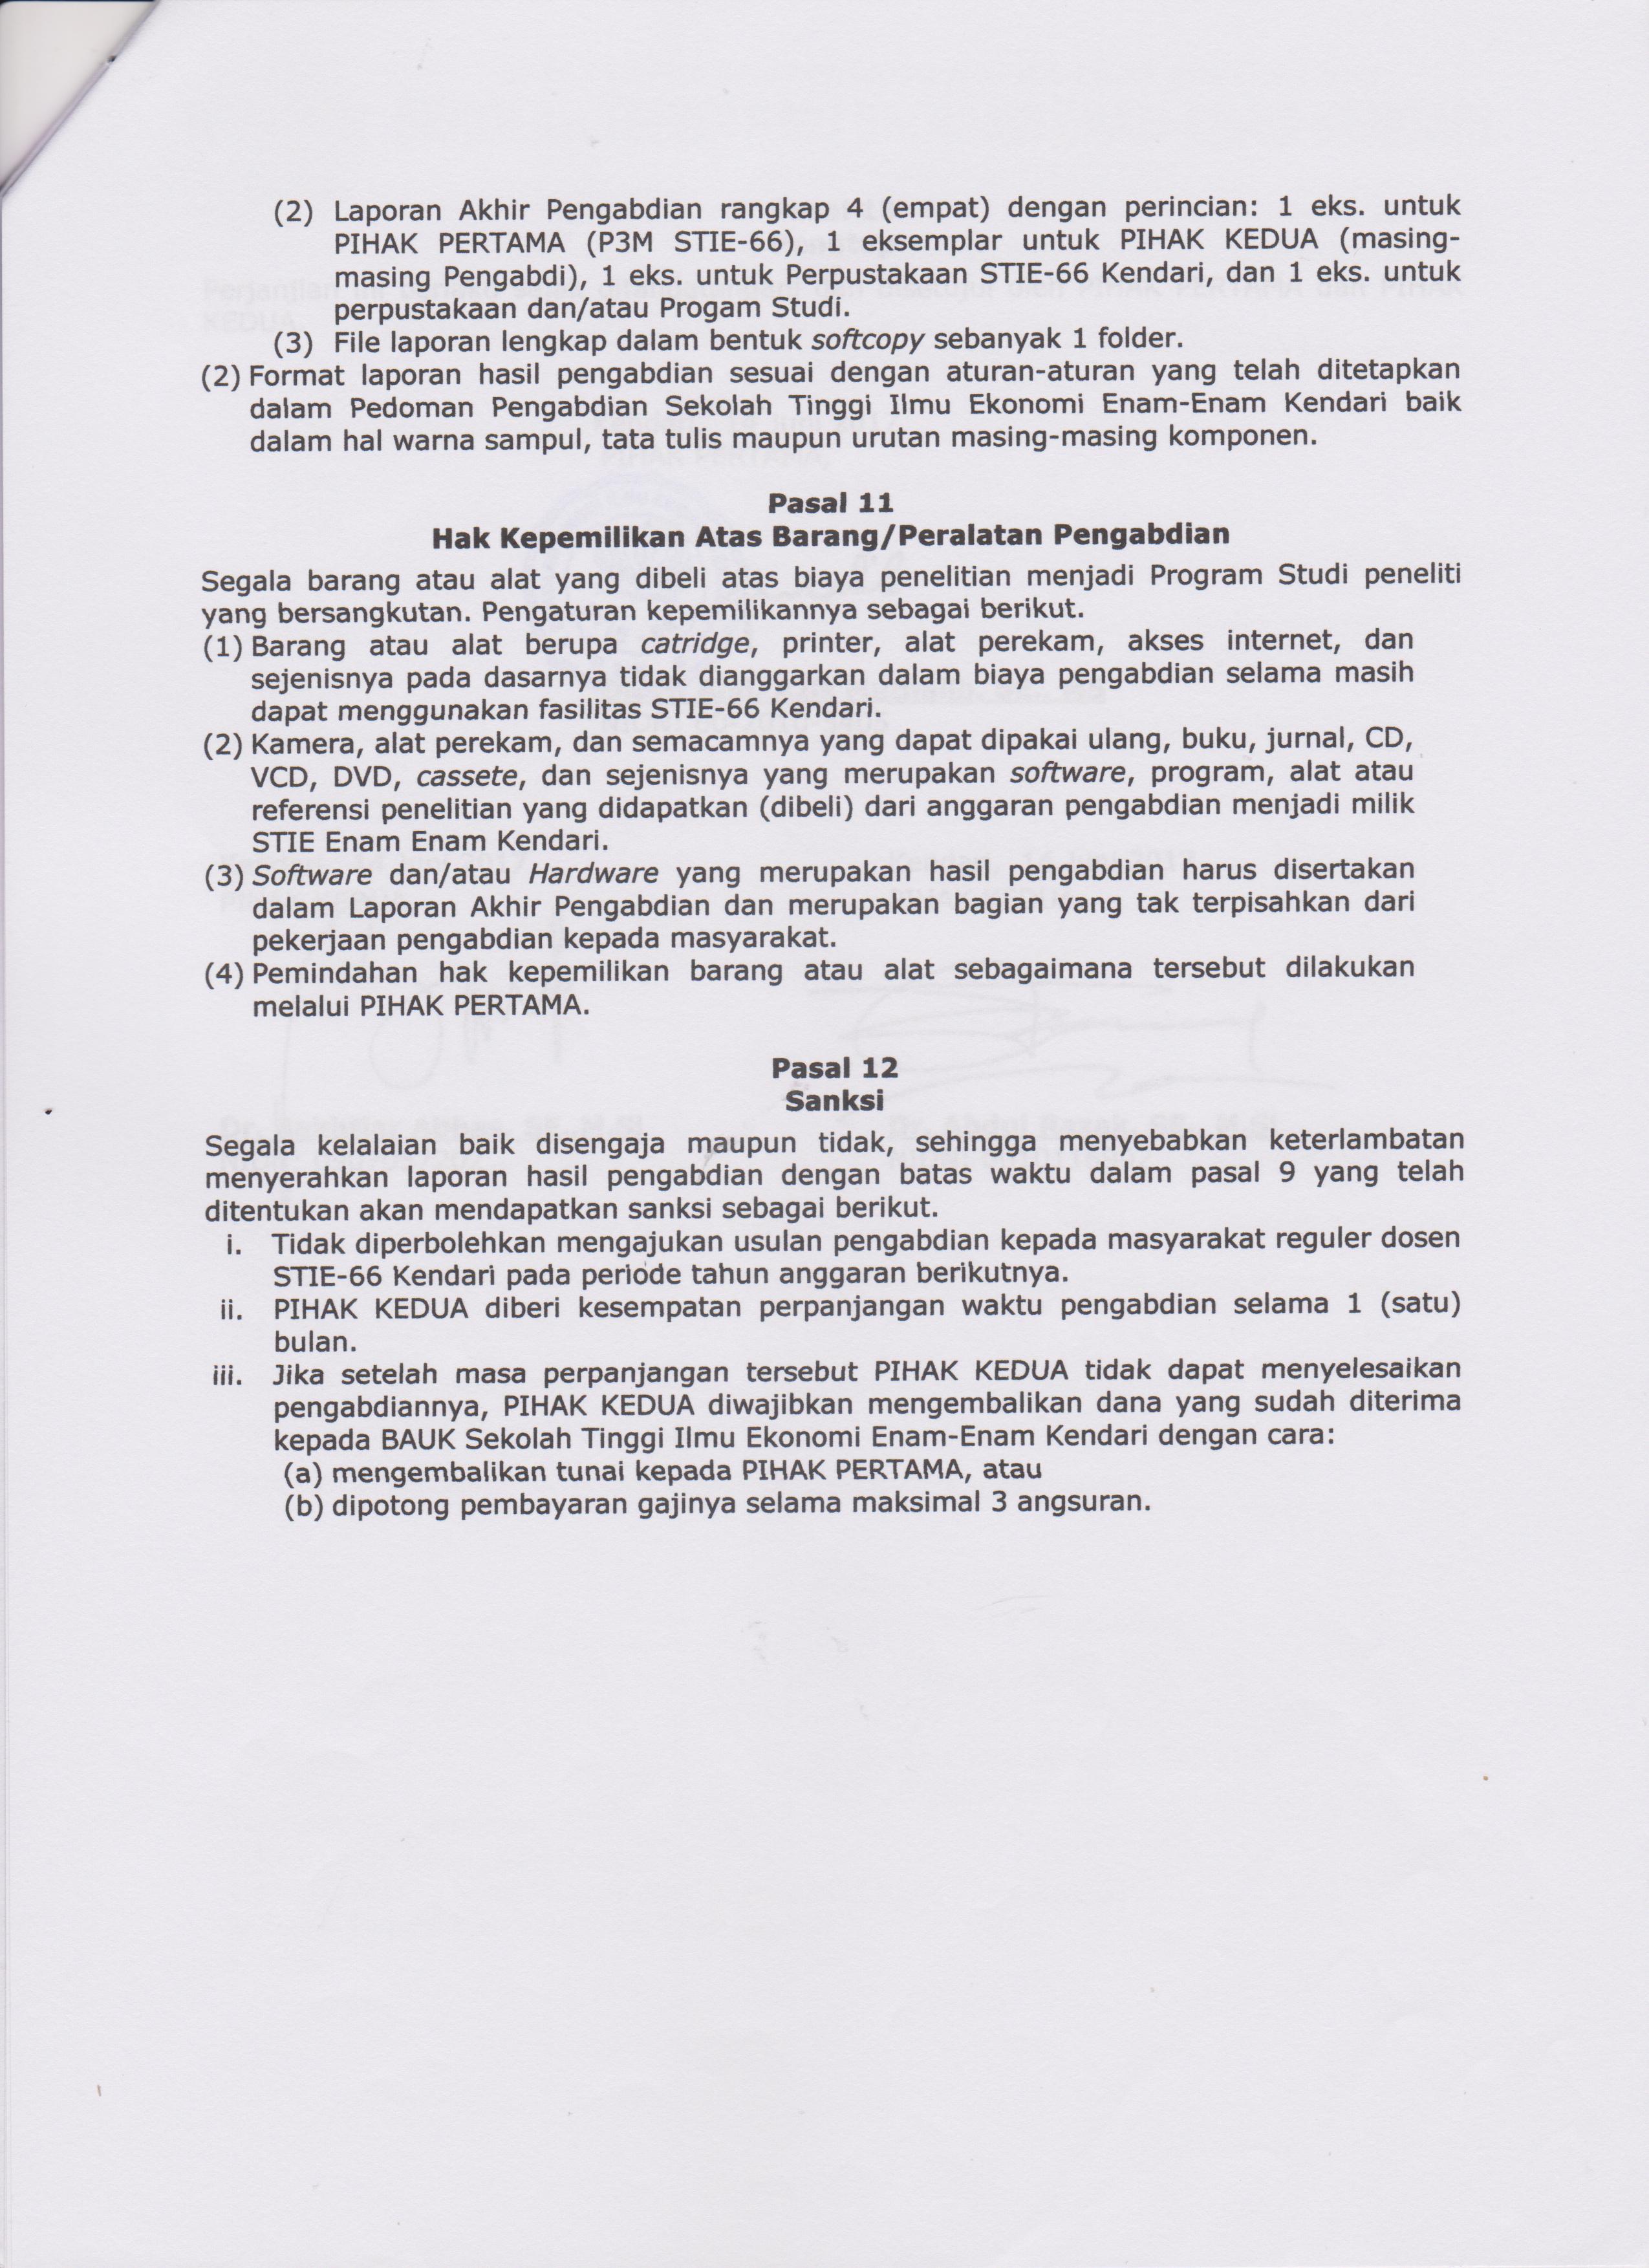 (2) Laporan Akhir Pengabdian rangkap 4 (empat) dengan perincian: 1 eks. untuk
PIHAK PERTAMA (P3M STIE-66), 1 eksemplar untuk PIHAK KEDUA (masing-
masing Pengabdi), 1 eks. untuk Perpustakaan STIE-66 Kendari, dan 1 eks. untuk
perpustakaan dan/atau Progam Studi.
(3) File laporan lengkap dalam bentuk softcopy sebanyak 1 folder.
(2) Format laporan hasil pengabdian sesuai dengan aturan-aturan yang telah ditetapkan
dalam Pedoman Pengabdian Sekolah Tinggi Ilmu Ekonomi Enam-Enam Kendari baik
dalam hal warna sampul, tata tulis maupun urutan masing-masing komponen.
Pasal 11
Hak Kepemilikan Atas Barang/Peralatan Pengabdian
Segala barang atau alat yang dibeli atas biaya penelitian menjadi Program Studi peneliti
yang bersangkutan. Pengaturan kepemilikannya sebagai berikut.
(1) Barang atau alat berupa catridge, printer, alat perekam, akses internet, dan
sejenisnya pada dasarnya tidak dianggarkan dalam biaya pengabdian selama masih
dapat menggunakan fasilitas STIE-66 Kendari.
(2) Kamera, alat perekam, dan semacamnya yang dapat dipakai ulang, buku, jurnal, CD,
VCD, DVD, cassete, dan sejenisnya yang merupakan software, program, alat atau
referensi penelitian yang didapatkan (dibeli) dari anggaran pengabdian menjadi milik
STIE Enam Enam Kendari.
(3) Software dan/atau Hardware yang merupakan hasil pengabdian harus disertakan
dalam Laporan Akhir Pengabdian dan merupakan bagian yang tak terpisahkan dari
pekerjaan pengabdian kepada masyarakat.
(4) Pemindahan hak kepemilikan barang atau alat sebagaimana tersebut dilakukan
melalui PIHAK PERTAMA.
Pasal 12
Sanksi
Segala kelalaian baik disengaja maupun tidak, sehingga menyebabkan keterlambatan
menyerahkan laporan hasil pengabdian dengan batas waktu dalam pasal 9 yang telah
ditentukan akan mendapatkan sanksi sebagai berikut.
i. Tidak diperbolehkan mengajukan usulan pengabdian kepada masyarakat reguler dosen
STIE-66 Kendari pada periode tahun anggaran berikutnya.
ii. PIHAK KEDUA diberi kesempatan perpanjangan waktu pengabdian selama 1 (satu)
bulan.
iii. Jika setelah masa perpanjangan tersebut PIHAK KEDUA tidak dapat menyelesaikan
pengabdiannya, PIHAK KEDUA diwajibkan mengembalikan dana yang sudah diterima
kepada BAUK Sekolah Tinggi Ilmu Ekonomi Enam-Enam Kendari dengan cara:
(a) mengembalikan tunai kepada PIHAK PERTAMA, atau
(b) dipotong pembayaran gajinya selama maksimal 3 angsuran.